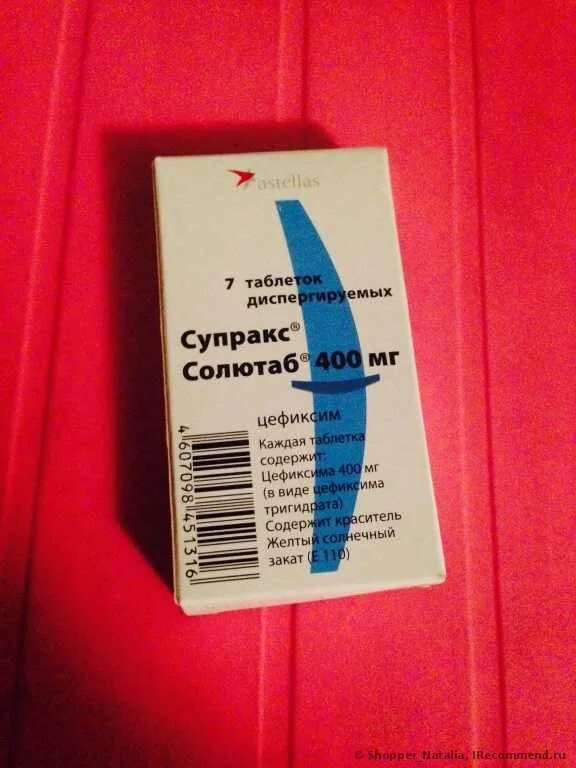 astellas
7 таблеток
диспергируемых
Супракс®
Солютаб® 400 мг
цефиксим
Каждая таблетка
содержит:
Цефиксима 400 мг
(в виде цефиксима
тригидрата)
Содержит краситель
Желтый солнечный
закат (Е 110)
4 607098 451316
© Shopper Natalia, IRecommend.ru